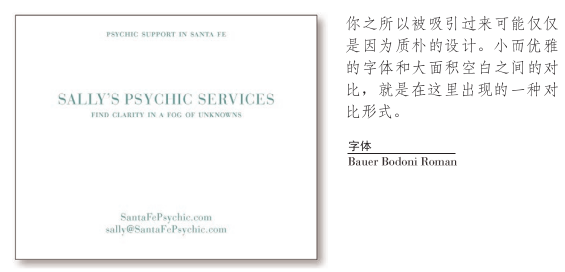 PSYCHIC SUPPORT IN SANTA FE
SALLY'S PSYCHIC SERVICES
FIND CLARITY IN A FOG OF UNKNOWNS
SantaFePsychic.com
sally@SantaFePsychic.com
你之所以被吸引过来可能仅仅
是因为质朴的设计。小而优雅
的字体和大面积空白之间的对
比，就是在这里出现的一种对
比形式。
字体
Bauer Bodoni Roman